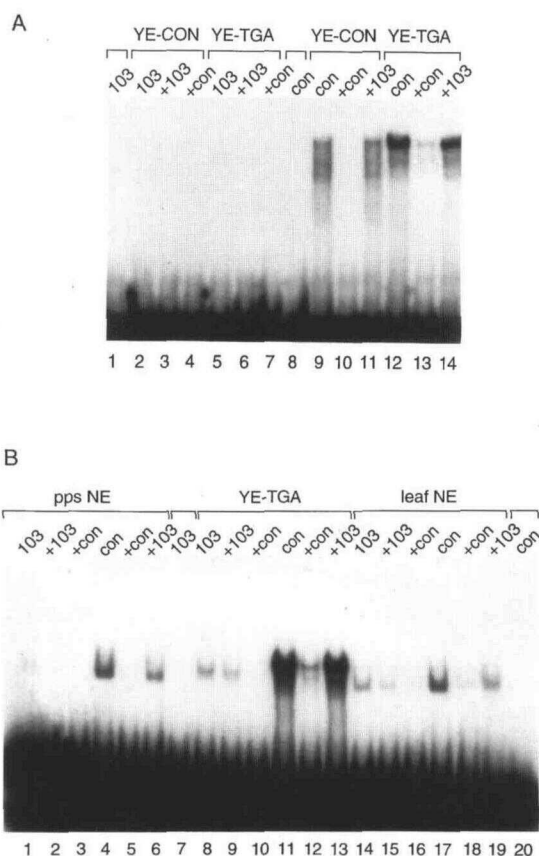 A
YE-CON YE-TGA YE-CON YE-TGA
103 103 +103 +con 103 +103 +con con con +con +103 con +con +103
1 2 3 4 5 6 7 8 9 10 11 12 13 14
B
pps NE YE-TGA leaf NE
103 +103 +con con +con +103 103 103 +103 +con con +con +103 103 +103 +con con +con +103 con
1 2 3 4 5 6 7 8 9 10 11 12 13 14 15 16 17 18 19 20